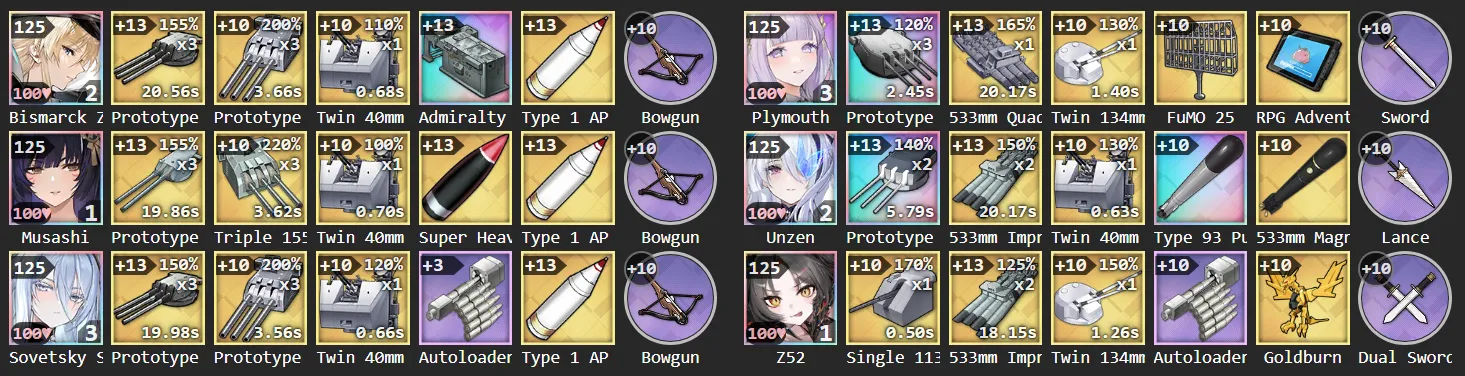 125 100 2 +13 155% x3 20.56s +10 200% x3 3.66s +10 110% x1 0.68s +13 +13 +10
Bismarck Z Prototype Prototype Twin 40mm Admiralty Type 1 AP Bowgun
125 100 3 +13 120% x3 2.45s +13 165% x1 20.17s +10 130% x1 1.40s +10 +10 +10
Plymouth Prototype 533mm Quad Twin 134mm FuMO 25 RPG Advent Sword
125 100 1 +13 155% x3 19.86s +10 220% x3 3.62s +10 100% x1 0.70s +13 +13 +10
Musashi Prototype Triple 155 Twin 40mm Super Heav Type 1 AP Bowgun
125 100 2 +13 140% x2 5.79s +13 150% x2 20.17s +10 130% x1 0.63s +10 +10 +10
Unzen Prototype 533mm Impr Twin 40mm Type 93 Pu 533mm Magn Lance
125 100 3 +13 150% x3 19.98s +10 200% x3 3.56s +10 120% x1 0.66s +3 +13 +10
Sovetsky S Prototype Prototype Twin 40mm Autoloader Type 1 AP Bowgun
125 100 1 +10 170% x1 0.50s +13 125% x2 18.15s +10 150% x1 1.26s +10 +10 +10
Z52 Single 113 533mm Impr Twin 134mm Autoloader Goldburn Dual Sword